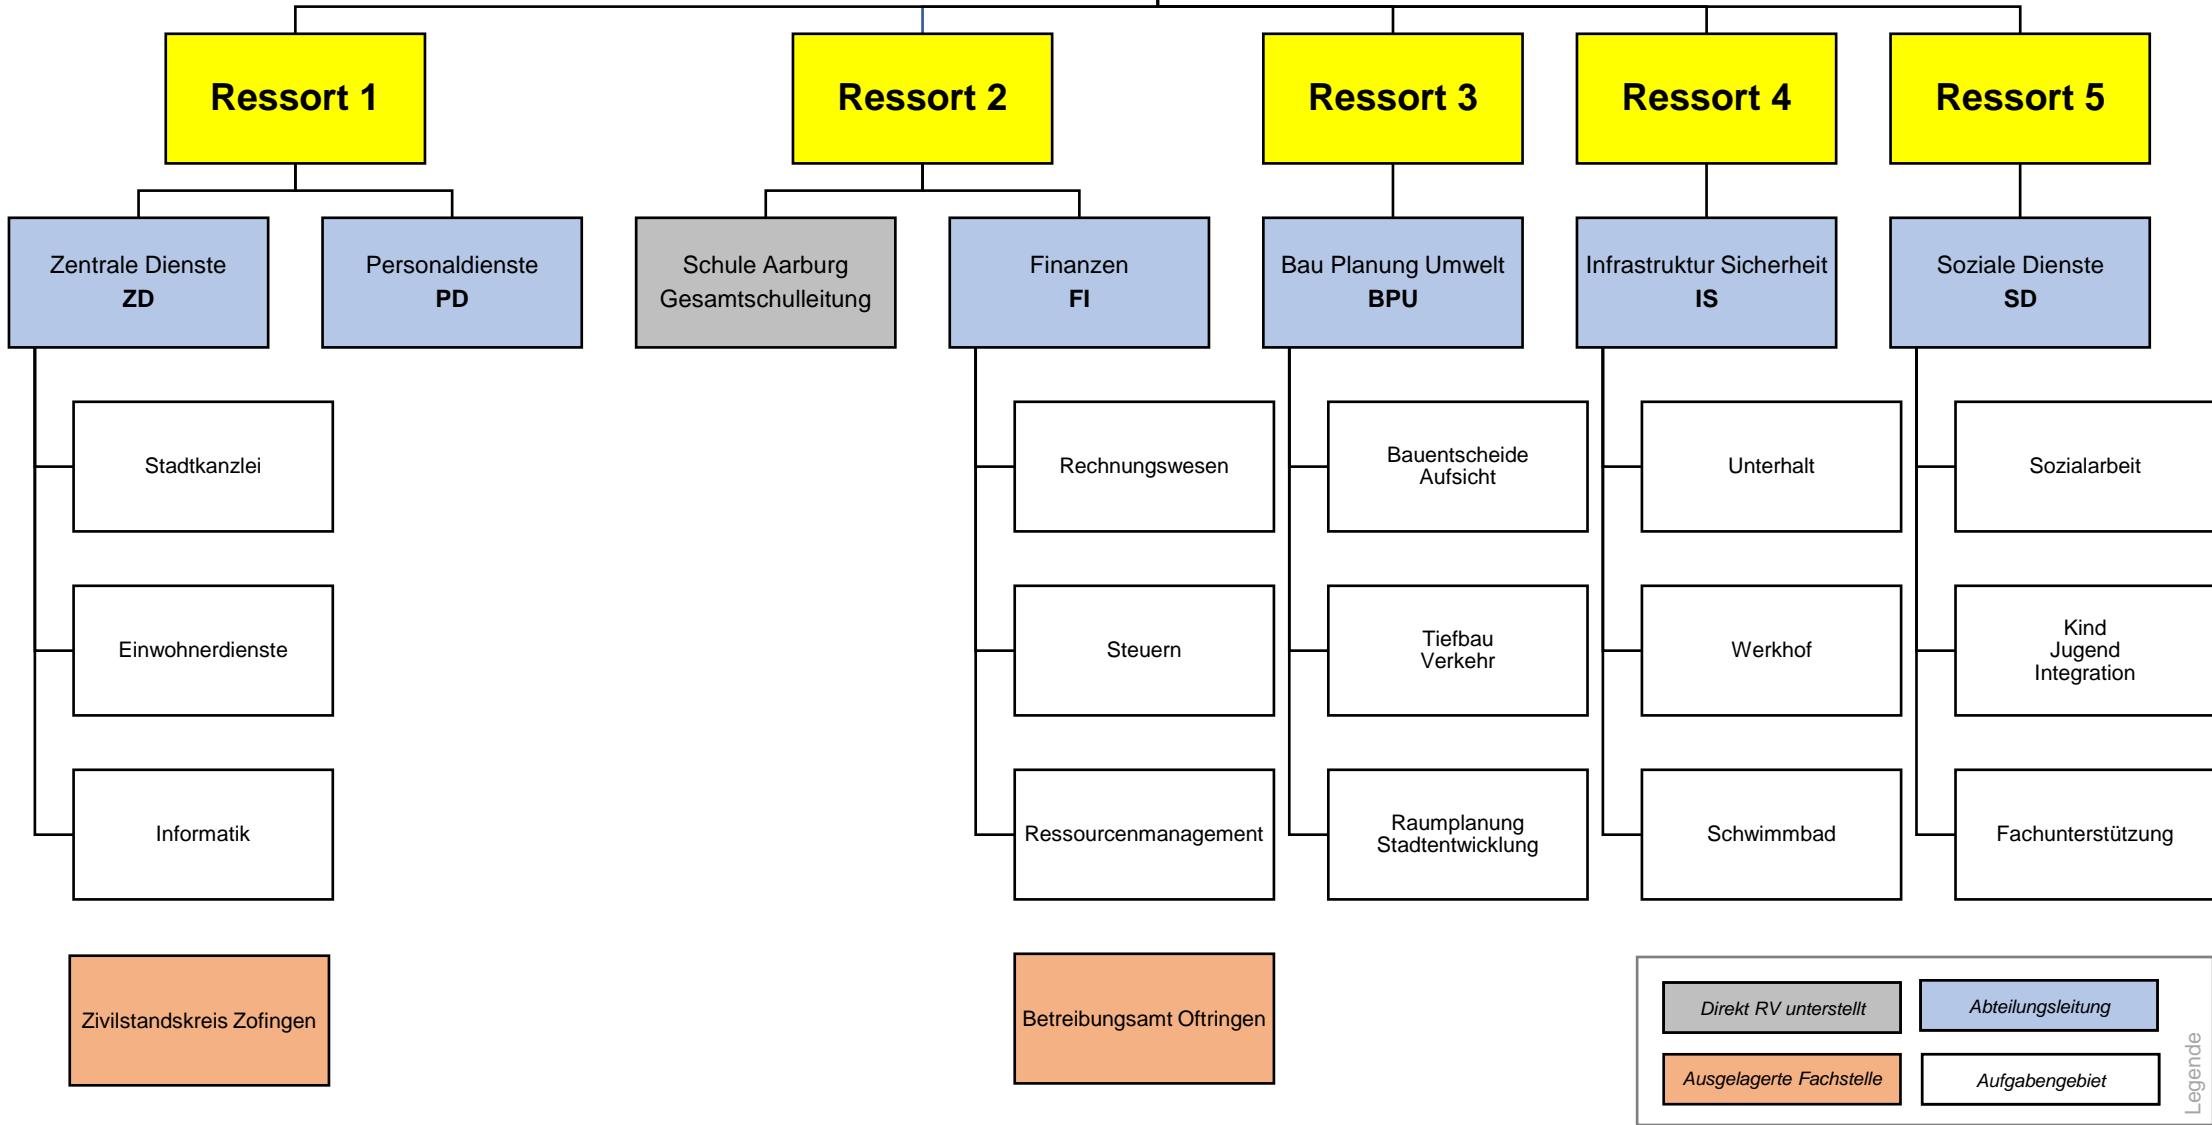 Ressort 1
Ressort 2
Ressort 3
Ressort 4
Ressort 5
Zentrale Dienste
ZD
Personaldienste
PD
Schule Aarburg
Gesamtschulleitung
Finanzen
FI
Bau Planung Umwelt
BPU
Infrastruktur Sicherheit
IS
Soziale Dienste
SD
Stadtkanzlei
Rechnungswesen
Bauentscheide
Aufsicht
Unterhalt
Sozialarbeit
Einwohnerdienste
Steuern
Tiefbau
Verkehr
Werkhof
Kind
Jugend
Integration
Informatik
Ressourcenmanagement
Raumplanung
Stadtentwicklung
Schwimmbad
Fachunterstützung
Zivilstandskreis Zofingen
Betreibungsamt Oftringen
Direkt RV unterstellt
Abteilungsleitung
Ausgelagerte Fachstelle
Aufgabengebiet
Legende